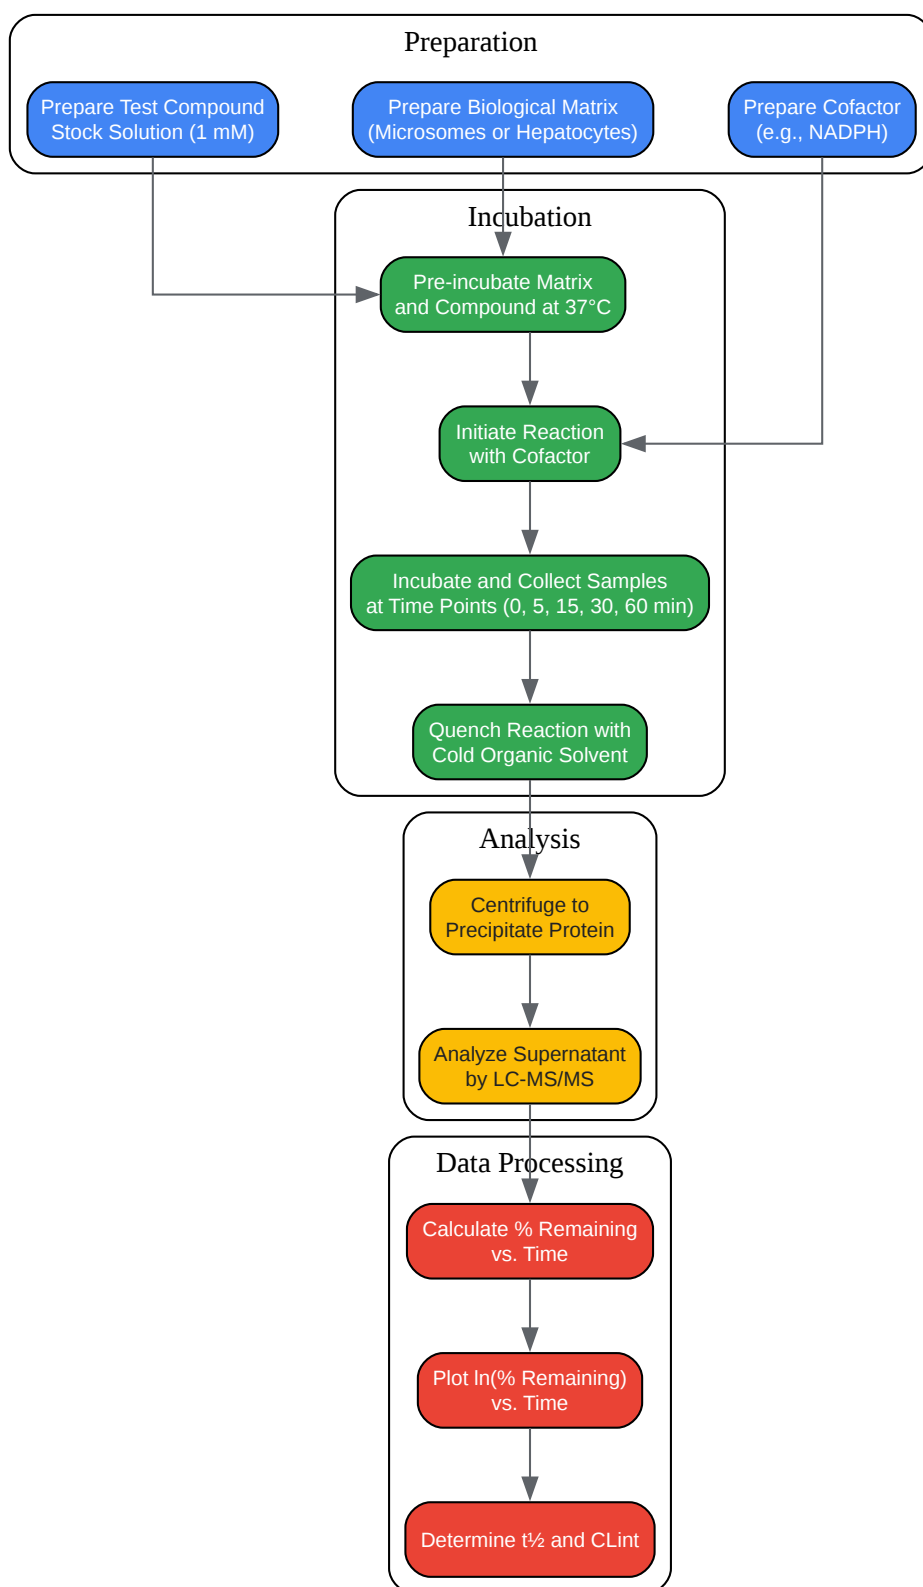 Preparation
Prepare Test Compound
Stock Solution (1 mM)
Prepare Biological Matrix
(Microsomes or Hepatocytes)
Prepare Cofactor
(e.g., NADPH)
Incubation
Pre-incubate Matrix
and Compound at 37°C
Initiate Reaction
with Cofactor
Incubate and Collect Samples
at Time Points (0, 5, 15, 30, 60 min)
Quench Reaction with
Cold Organic Solvent
Analysis
Centrifuge to
Precipitate Protein
Analyze Supernatant
by LC-MS/MS
Data Processing
Calculate % Remaining
vs. Time
Plot ln(% Remaining)
vs. Time
Determine t½ and CLint